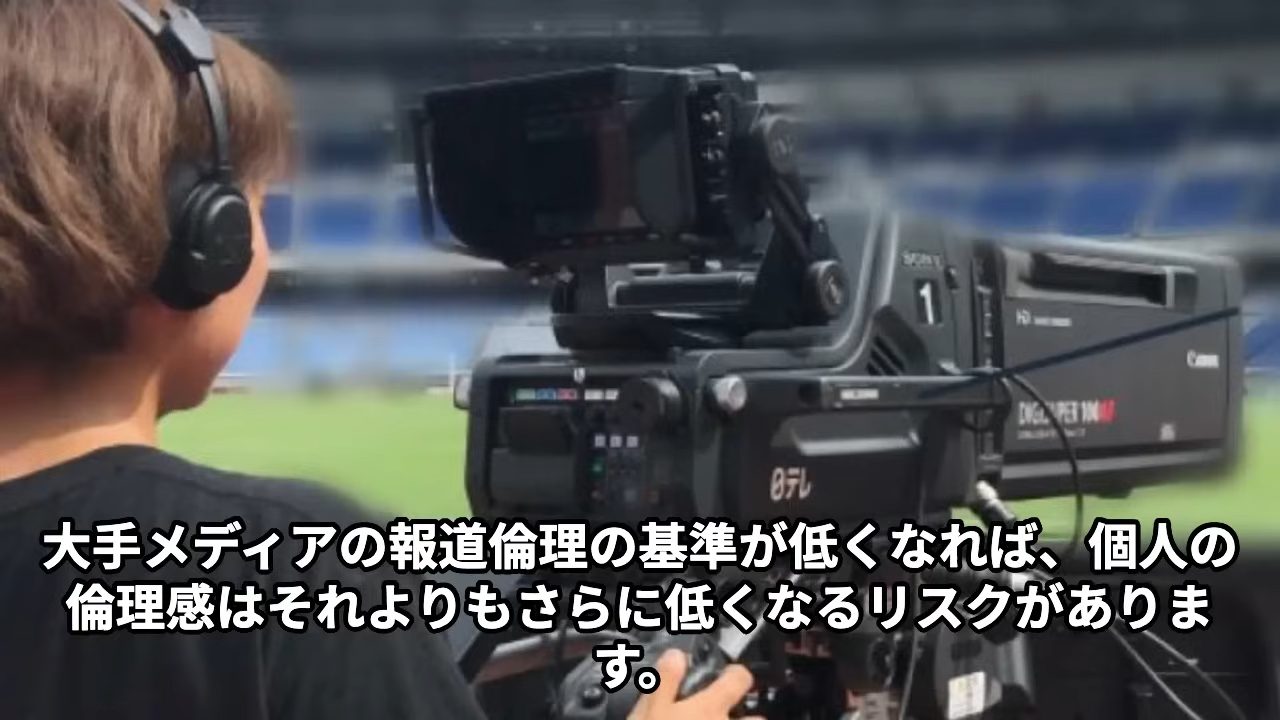 SONY
1
HD
Canon
DIGISUPER 100AF
日テレ
大手メディアの報道倫理の基準が低くなれば、個人の
倫理感はそれよりもさらに低くなるリスクがありま
す。